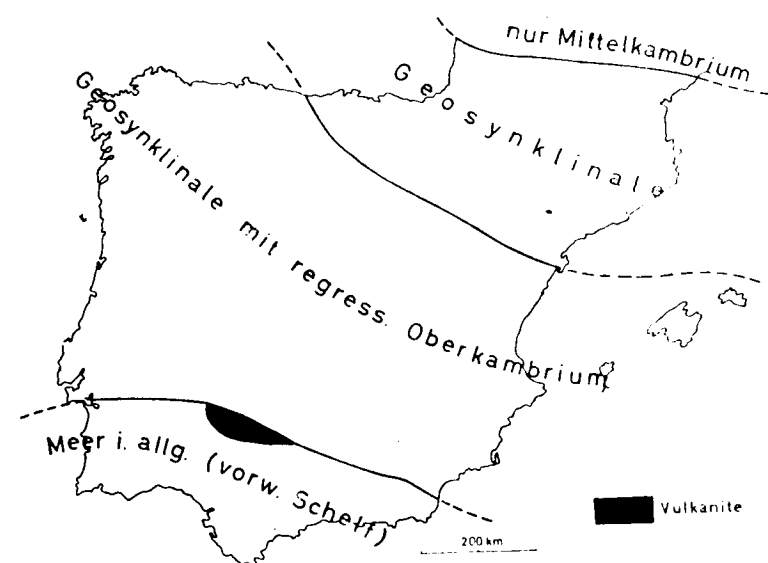 nur Mittelkambrium
Geosynklinale
Geosynklinale mit regress. Oberkambrium
Meer i. allg. (vorw. Schelf)
Vulkanite
200 km